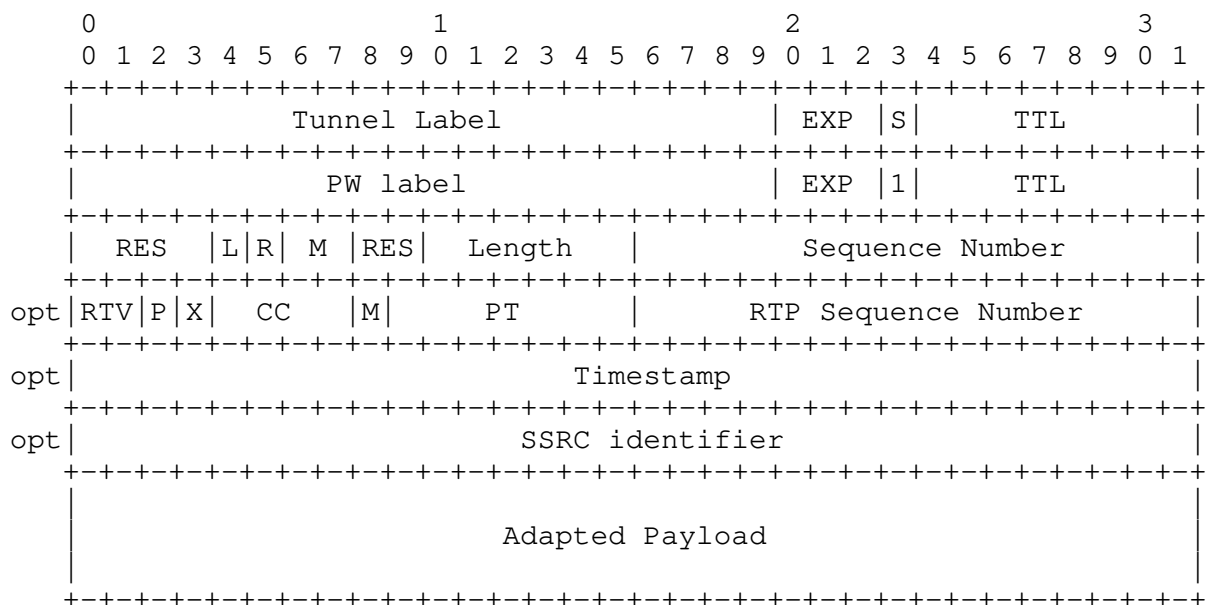 0                   1                   2                   3
 0 1 2 3 4 5 6 7 8 9 0 1 2 3 4 5 6 7 8 9 0 1 2 3 4 5 6 7 8 9 0 1
+-+-+-+-+-+-+-+-+-+-+-+-+-+-+-+-+-+-+-+-+-+-+-+-+-+-+-+-+-+-+-+-+
| Tunnel Label | EXP |S| TTL |
+-+-+-+-+-+-+-+-+-+-+-+-+-+-+-+-+-+-+-+-+-+-+-+-+-+-+-+-+-+-+-+-+
| PW label | EXP |1| TTL |
+-+-+-+-+-+-+-+-+-+-+-+-+-+-+-+-+-+-+-+-+-+-+-+-+-+-+-+-+-+-+-+-+
| RES |L|R| M |RES| Length | Sequence Number |
+-+-+-+-+-+-+-+-+-+-+-+-+-+-+-+-+-+-+-+-+-+-+-+-+-+-+-+-+-+-+-+-+
opt|RTV|P|X| CC |M| PT | RTP Sequence Number |
+-+-+-+-+-+-+-+-+-+-+-+-+-+-+-+-+-+-+-+-+-+-+-+-+-+-+-+-+-+-+-+-+
opt| Timestamp |
+-+-+-+-+-+-+-+-+-+-+-+-+-+-+-+-+-+-+-+-+-+-+-+-+-+-+-+-+-+-+-+-+
opt| SSRC identifier |
+-+-+-+-+-+-+-+-+-+-+-+-+-+-+-+-+-+-+-+-+-+-+-+-+-+-+-+-+-+-+-+-+
| |
| Adapted Payload |
| |
+-+-+-+-+-+-+-+-+-+-+-+-+-+-+-+-+-+-+-+-+-+-+-+-+-+-+-+-+-+-+-+-+